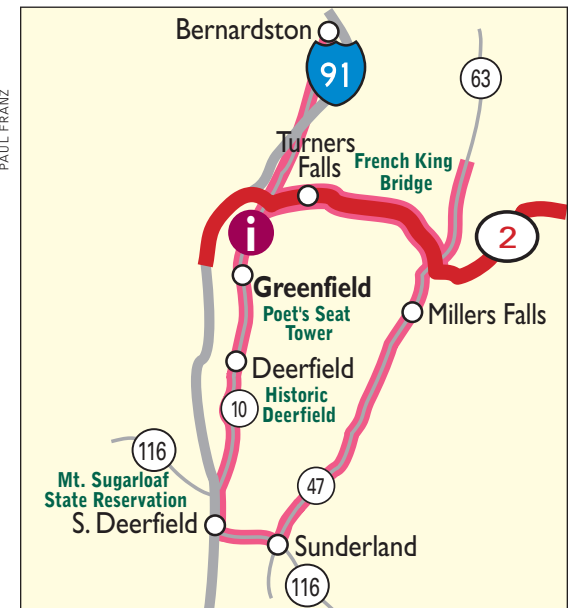 PAUL FRANZ
Bernardston
91
63
Turners
Falls
French King
Bridge
2
i
Greenfield
Poet's Seat
Tower
Millers Falls
Deerfield
Historic
Deerfield
10
116
Mt. Sugarloaf
State Reservation
47
S. Deerfield
Sunderland
116